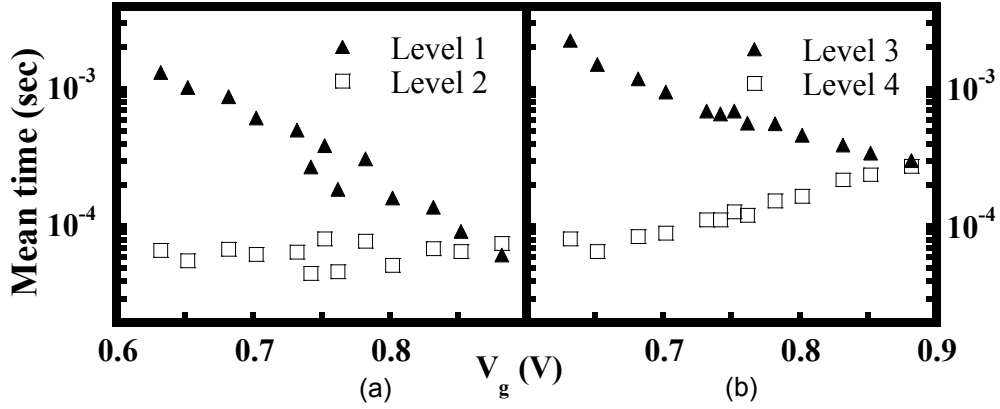 Level 1
Level 2
Level 3
Level 4
10⁻³
10⁻⁴
10⁻³
10⁻⁴
Mean time (sec)
0.6 0.7 0.8 0.7 0.8 0.9
V_g (V)
(a) (b)